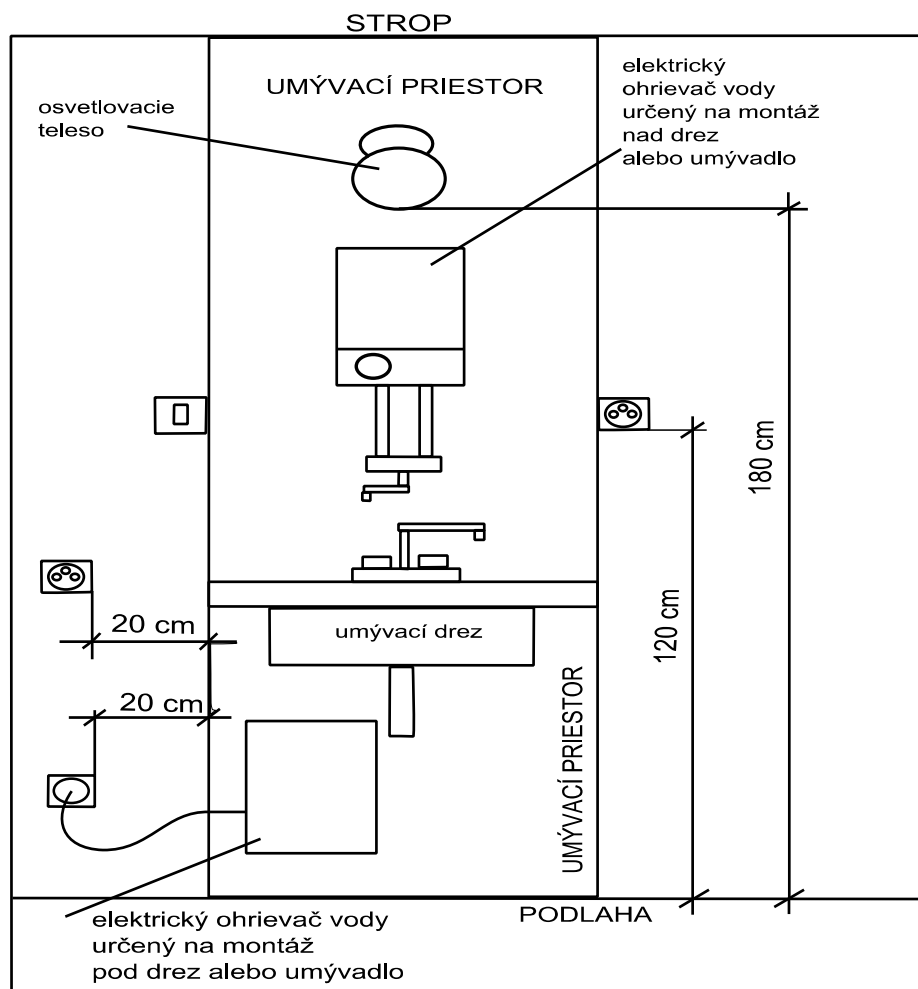 STROP
UMÝVACÍ PRIESTOR
osvetlovacie
teleso
elektrický
ohrievač vody
určený na montáž
nad drez
alebo umývadlo
180 cm
120 cm
20 cm
umývací drez
20 cm
UMÝVACÍ PRIESTOR
PODLAHA
elektrický ohrievač vody
určený na montáž
pod drez alebo umývadlo